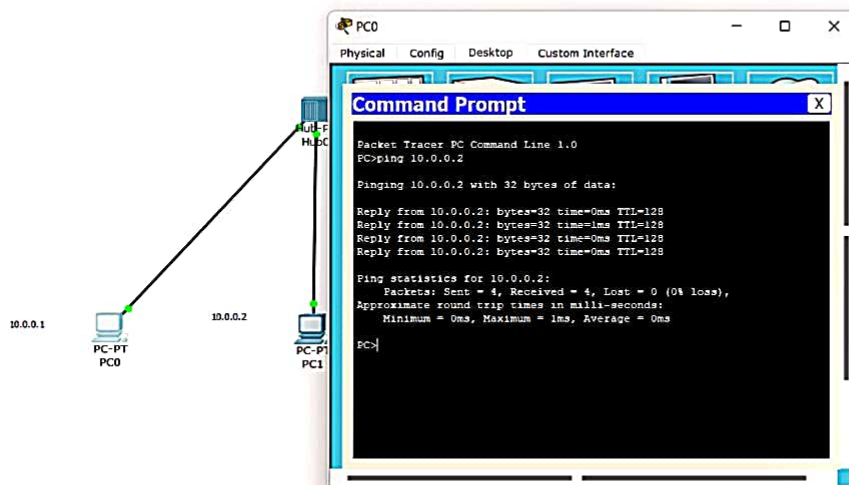 PC0
Physical Config Desktop Custom Interface
Command Prompt X
Packet Tracer PC Command Line 1.0
PC>ping 10.0.0.2
Pinging 10.0.0.2 with 32 bytes of data:
Reply from 10.0.0.2: bytes=32 time=0ms TTL=128
Reply from 10.0.0.2: bytes=32 time=1ms TTL=128
Reply from 10.0.0.2: bytes=32 time=0ms TTL=128
Reply from 10.0.0.2: bytes=32 time=0ms TTL=128
Ping statistics for 10.0.0.2:
Packets: Sent = 4, Received = 4, Lost = 0 (0% loss),
Approximate round trip times in milli-seconds:
Minimum = 0ms, Maximum = 1ms, Average = 0ms
PC>
Hub-P
Hub0
10.0.0.1
PC-PT
PC0
10.0.0.2
PC-PT
PC1